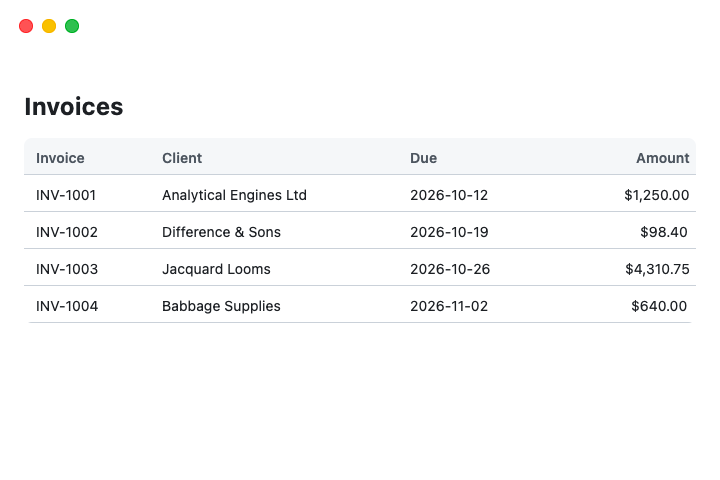 Invoices
Invoice Client Due Amount
INV-1001 Analytical Engines Ltd 2026-10-12 $1,250.00
INV-1002 Difference & Sons 2026-10-19 $98.40
INV-1003 Jacquard Looms 2026-10-26 $4,310.75
INV-1004 Babbage Supplies 2026-11-02 $640.00